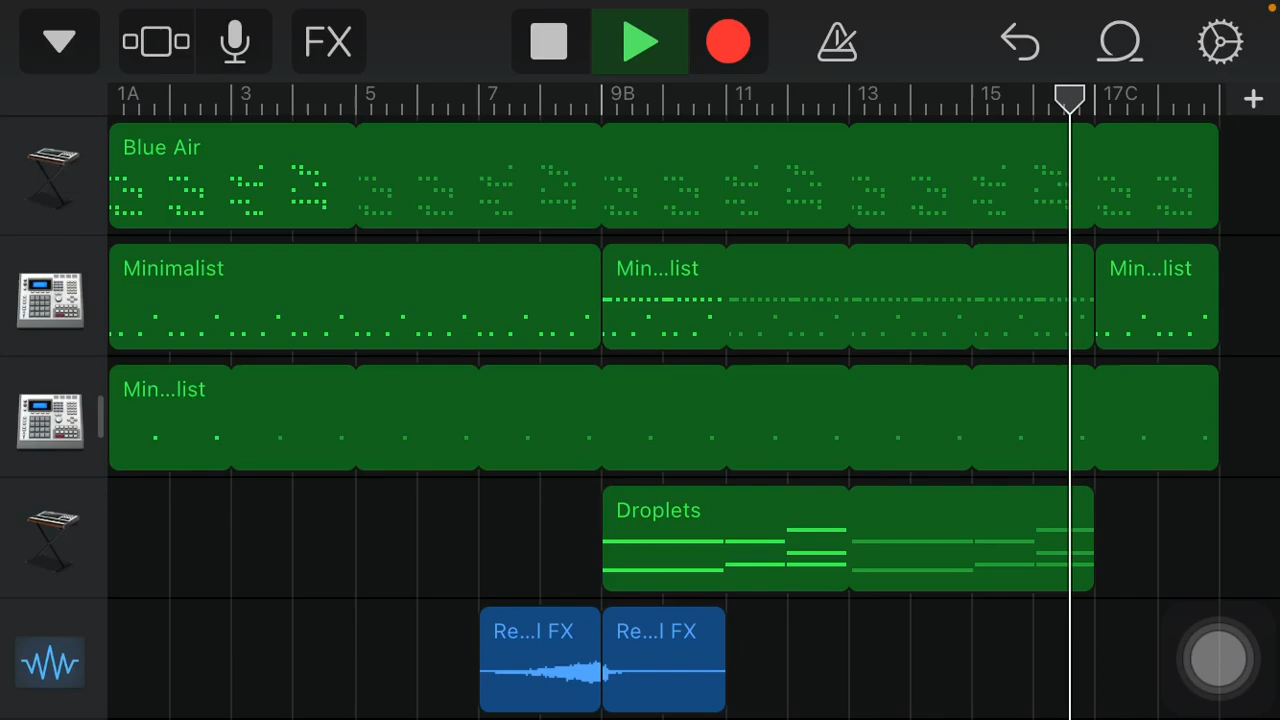 FX
1A 3 5 7 9B 11 13 15 17C +
Blue Air
Minimalist Min...list Min...list
Min...list
Droplets
Re...l FX Re...l FX